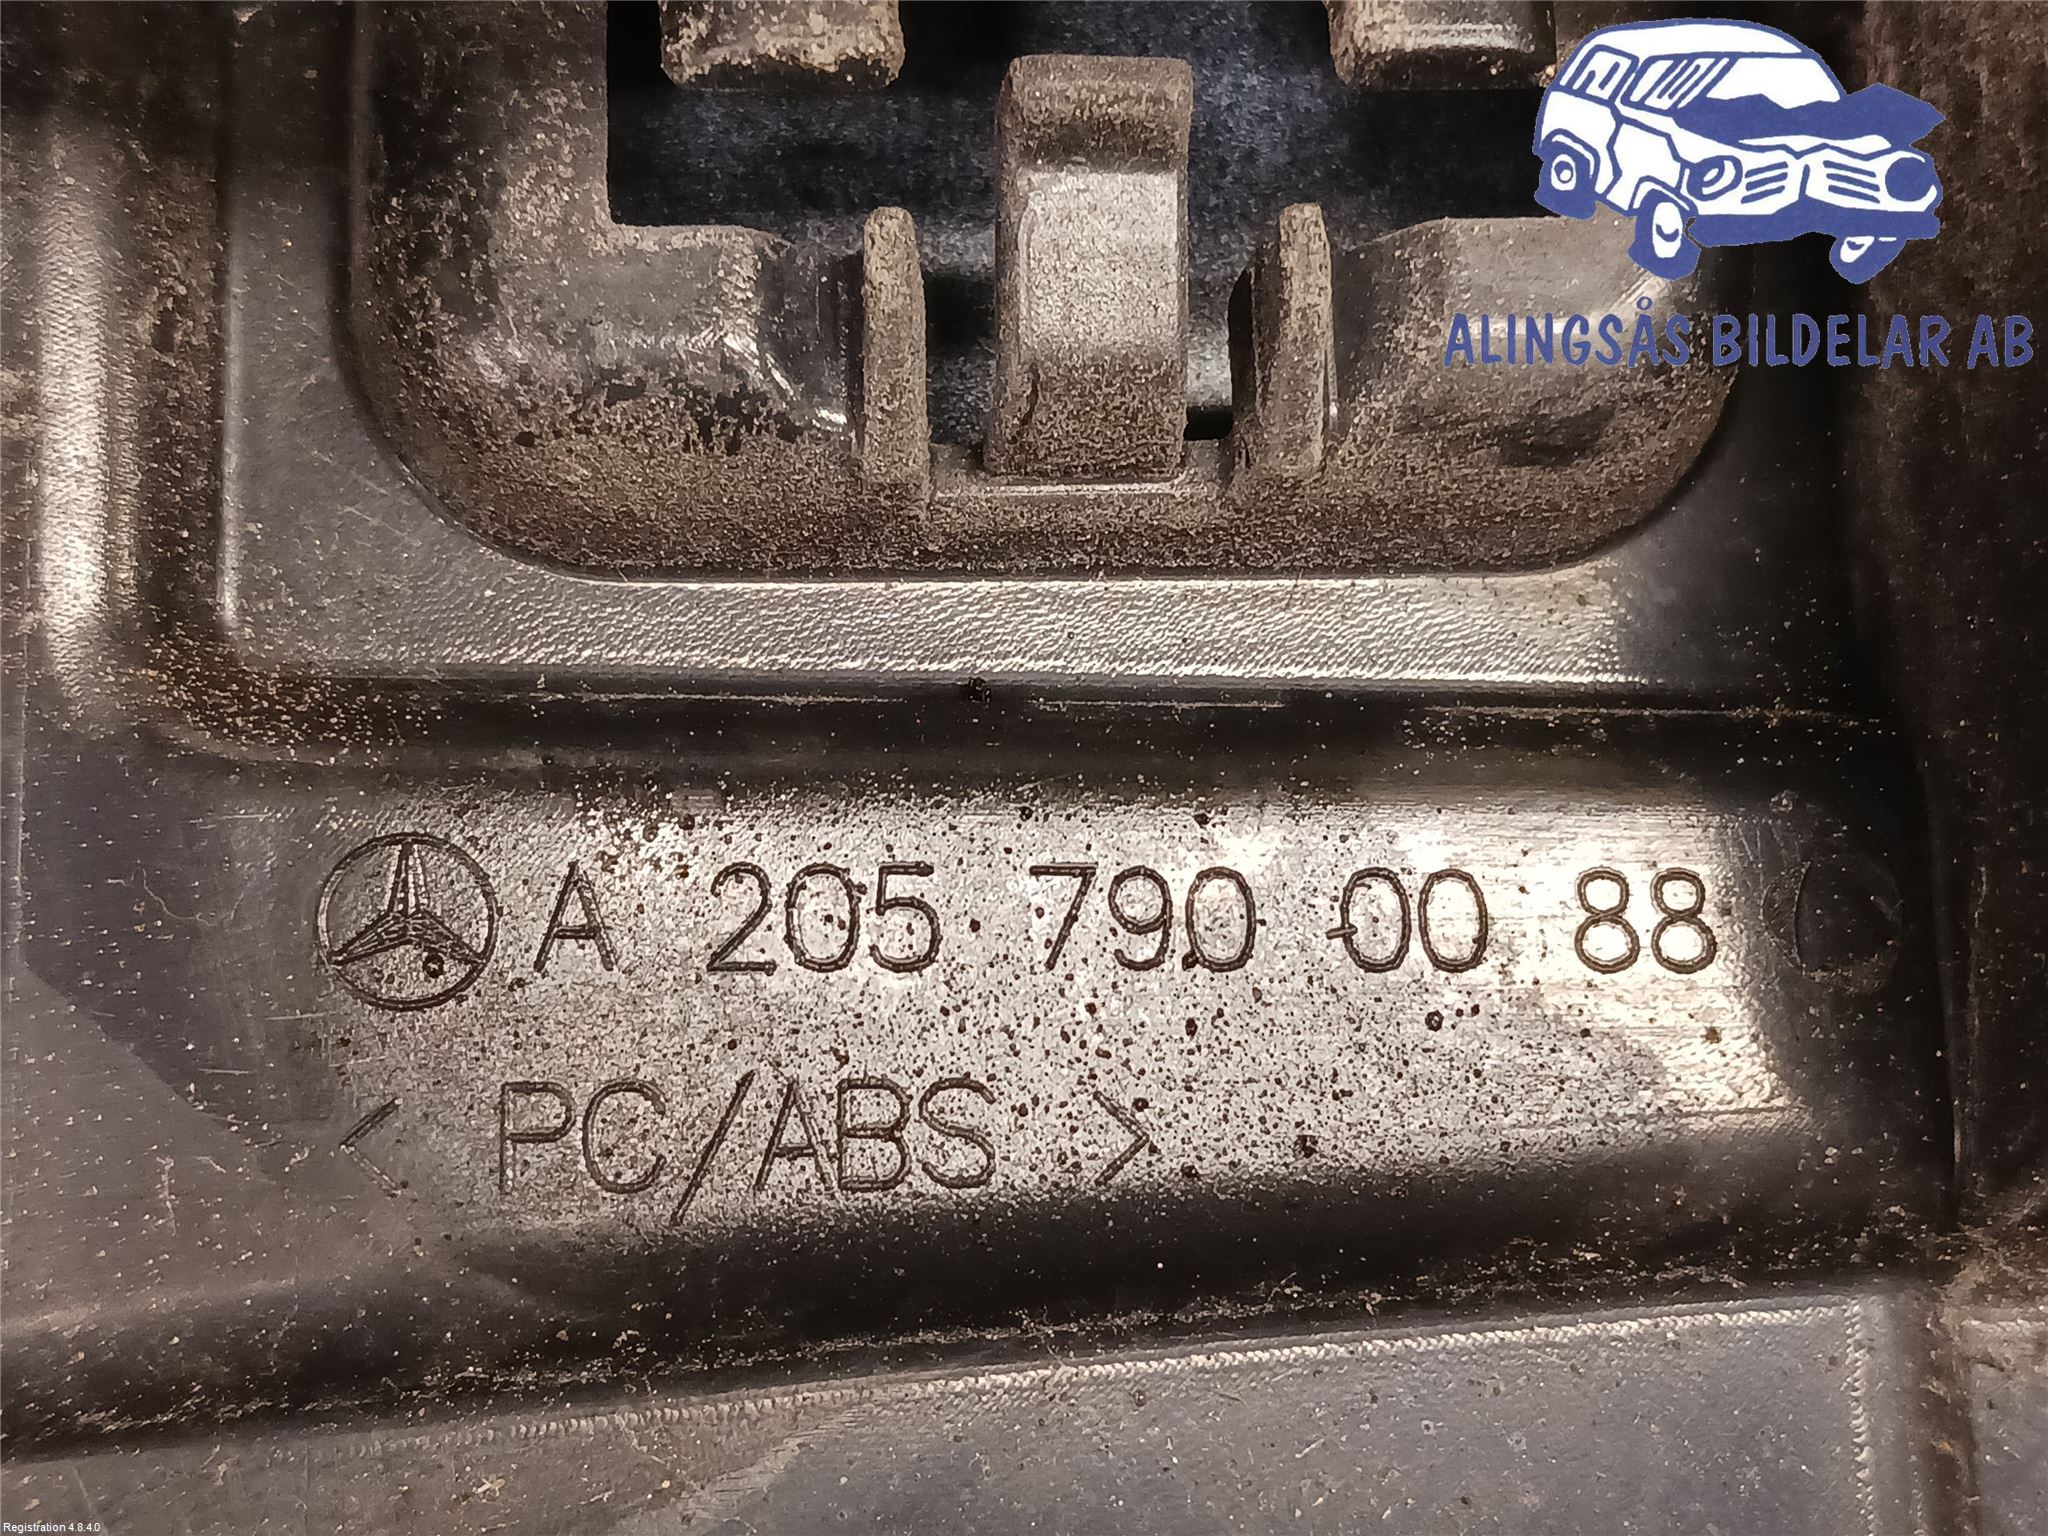 ALINGSÅS BILDELAR AB
A 205 790 00 88
< PC/ABS >
Registration 4.8.4.0